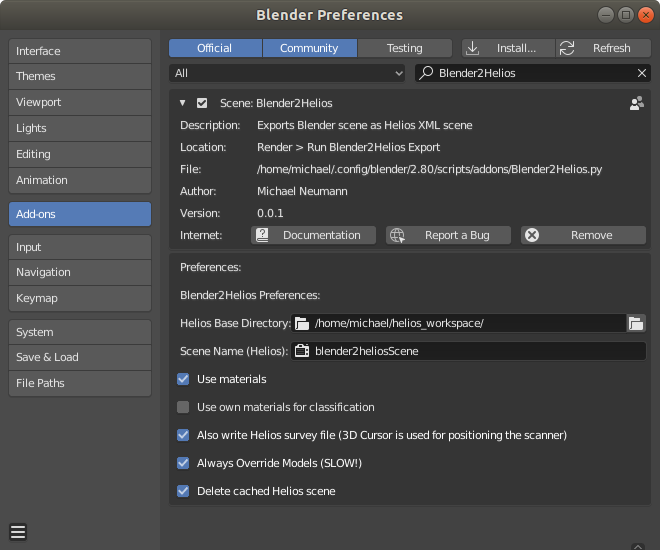 Blender Preferences
Interface
Themes
Viewport
Lights
Editing
Animation
Add-ons
Input
Navigation
Keymap
System
Save & Load
File Paths
Official Community Testing Install... Refresh
All Blender2Helios
Scene: Blender2Helios
Description: Exports Blender scene as Helios XML scene
Location: Render > Run Blender2Helios Export
File: /home/michael/.config/blender/2.80/scripts/addons/Blender2Helios.py
Author: Michael Neumann
Version: 0.0.1
Internet: Documentation Report a Bug Remove
Preferences:
Blender2Helios Preferences:
Helios Base Directory: /home/michael/helios_workspace/
Scene Name (Helios): blender2heliosScene
Use materials
Use own materials for classification
Also write Helios survey file (3D Cursor is used for positioning the scanner)
Always Override Models (SLOW!)
Delete cached Helios scene